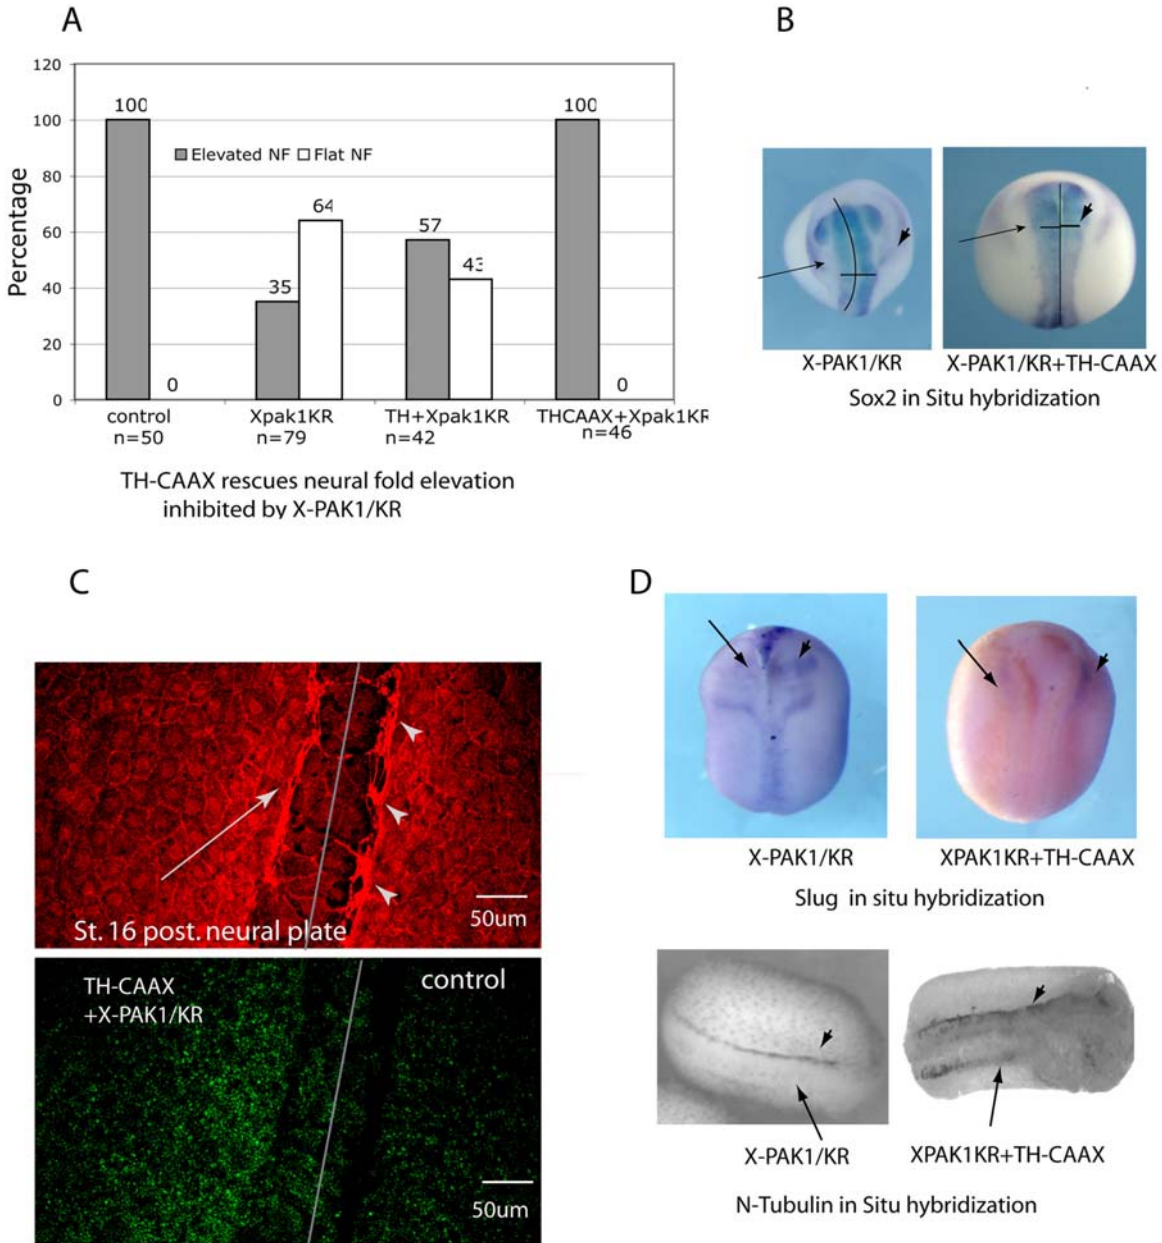 A
120
100
80
60
40
20
0
Percentage
Elevated NF Flat NF
100
0
35
64
57
43
100
0
control
n=50
Xpak1KR
n=79
TH+Xpak1KR
n=42
THCAAX+Xpak1KR
n=46
TH-CAAX rescues neural fold elevation
inhibited by X-PAK1/KR
B
X-PAK1/KR
X-PAK1/KR+TH-CAAX
Sox2 in Situ hybridization
C
St. 16 post. neural plate
50um
TH-CAAX
+X-PAK1/KR
control
50um
D
X-PAK1/KR
XPAK1KR+TH-CAAX
Slug in situ hybridization
X-PAK1/KR
XPAK1KR+TH-CAAX
N-Tubulin in Situ hybridization